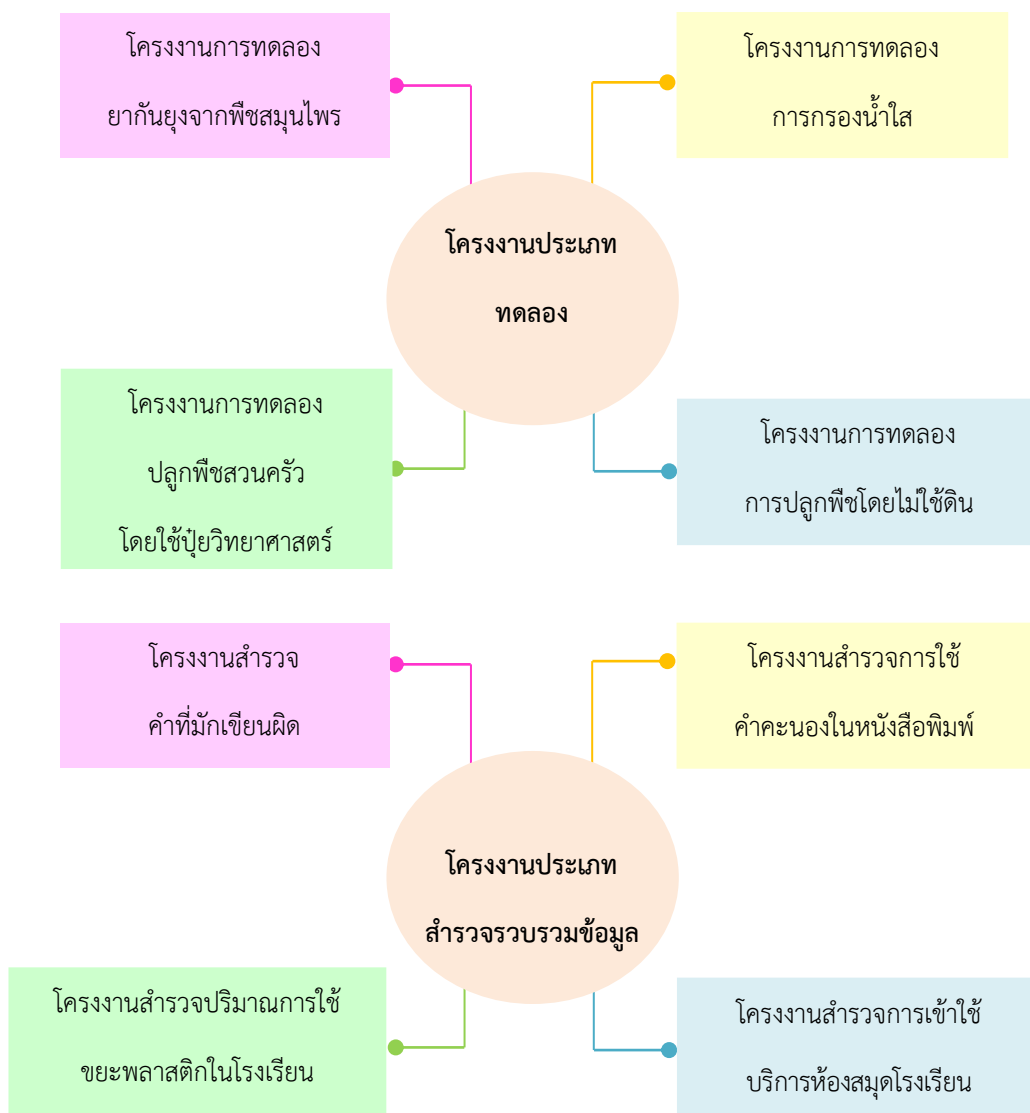 โครงงานการทดลอง
ยากันยุงจากพืชสมุนไพร
โครงงานการทดลอง
การกรองน้ำใส
โครงงานประเภท
ทดลอง
โครงงานการทดลอง
ปลูกพืชสวนครัว
โดยใช้ปุ๋ยวิทยาศาสตร์
โครงงานการทดลอง
การปลูกพืชโดยไม่ใช้ดิน
โครงงานสำรวจ
คำที่มักเขียนผิด
โครงงานสำรวจการใช้
คำคะนองในหนังสือพิมพ์
โครงงานประเภท
สำรวจรวบรวมข้อมูล
โครงงานสำรวจปริมาณการใช้
ขยะพลาสติกในโรงเรียน
โครงงานสำรวจการเข้าใช้
บริการห้องสมุดโรงเรียน